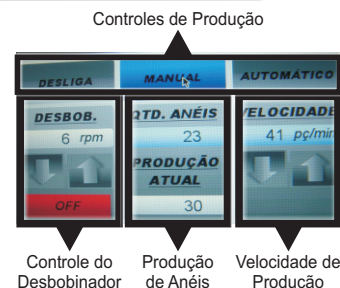 Controles de Produção
DESLIGA MANUAL AUTOMÁTICO
DESBOB. QTD. ANÉIS VELOCIDADE
6 rpm 23 41 pç/min
PRODUÇÃO
ATUAL
OFF 30
Controle do Produção Velocidade de
Desbobinador de Anéis Produção